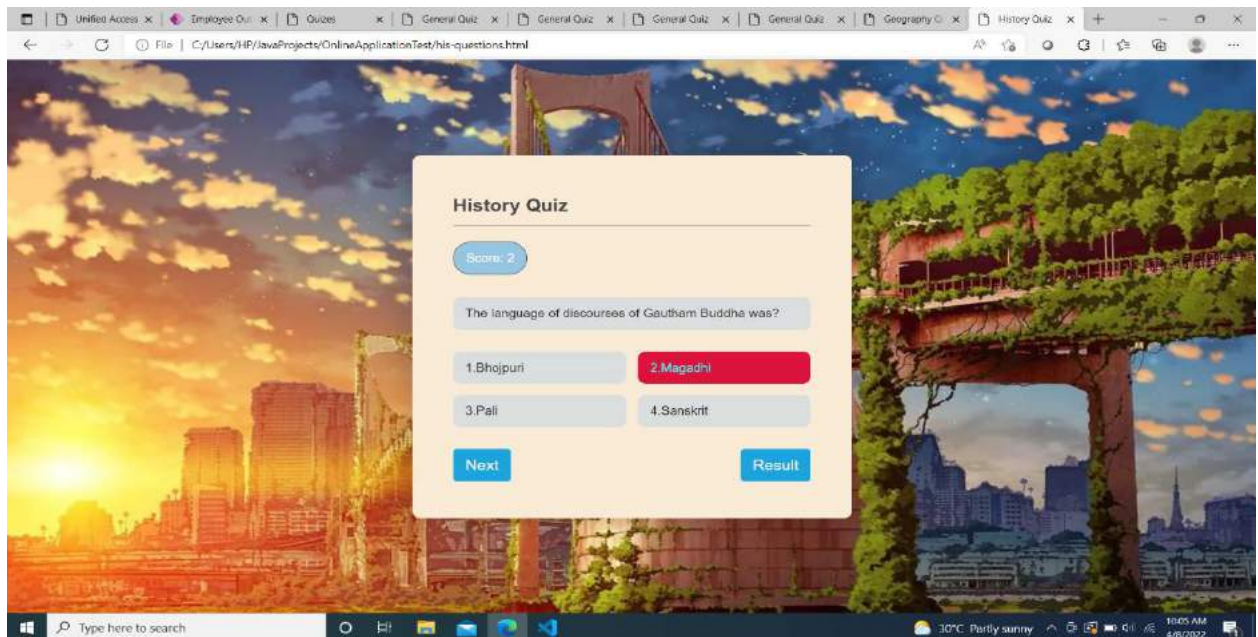 Unified Access
Employee Ou
Quizes
General Quiz
General Quiz
General Quiz
General Quiz
Geography
History Quiz
File | C:/Users/HP/JavaProjects/OnlineApplicationTest/his-questions.html
History Quiz
Score: 2
The language of discourses of Gautham Buddha was?
1.Bhojpuri
2.Magadhi
3.Pali
4.Sanskrit
Next
Result
Type here to search
30°C Partly sunny
10:05 AM
4/8/2022